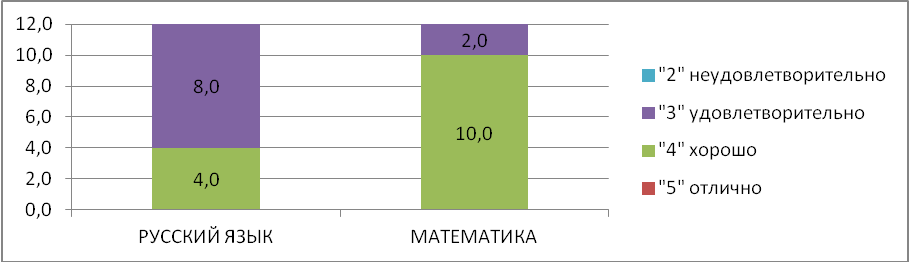 12,0
10,0
8,0
6,0
4,0
2,0
0,0
8,0
4,0
2,0
10,0
РУССКИЙ ЯЗЫК
МАТЕМАТИКА
"2" неудовлетворительно
"3" удовлетворительно
"4" хорошо
"5" отлично